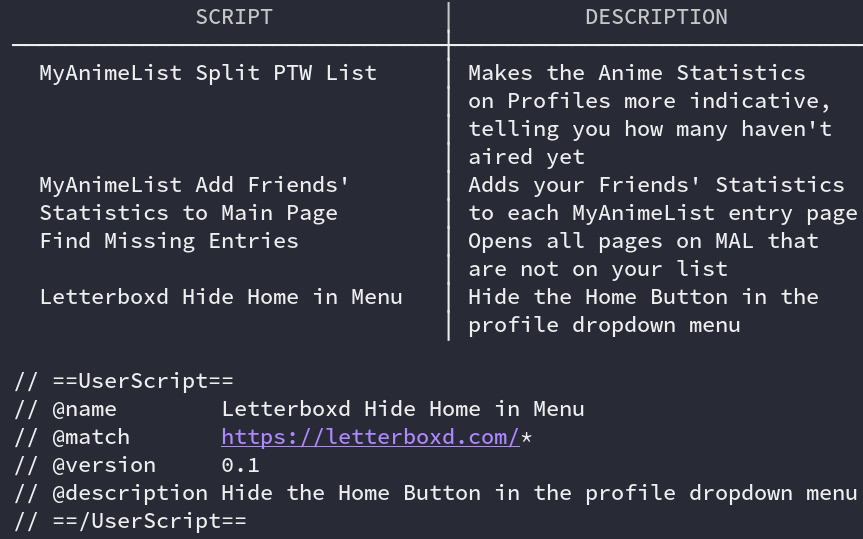 SCRIPT DESCRIPTION
MyAnimeList Split PTW List Makes the Anime Statistics
on Profiles more indicative,
telling you how many haven't
aired yet
MyAnimeList Add Friends' Adds your Friends' Statistics
Statistics to Main Page to each MyAnimeList entry page
Find Missing Entries Opens all pages on MAL that
are not on your list
Letterboxd Hide Home in Menu Hide the Home Button in the
profile dropdown menu
// ==UserScript==
// @name Letterboxd Hide Home in Menu
// @match https://letterboxd.com/*
// @version 0.1
// @description Hide the Home Button in the profile dropdown menu
// ==/UserScript==